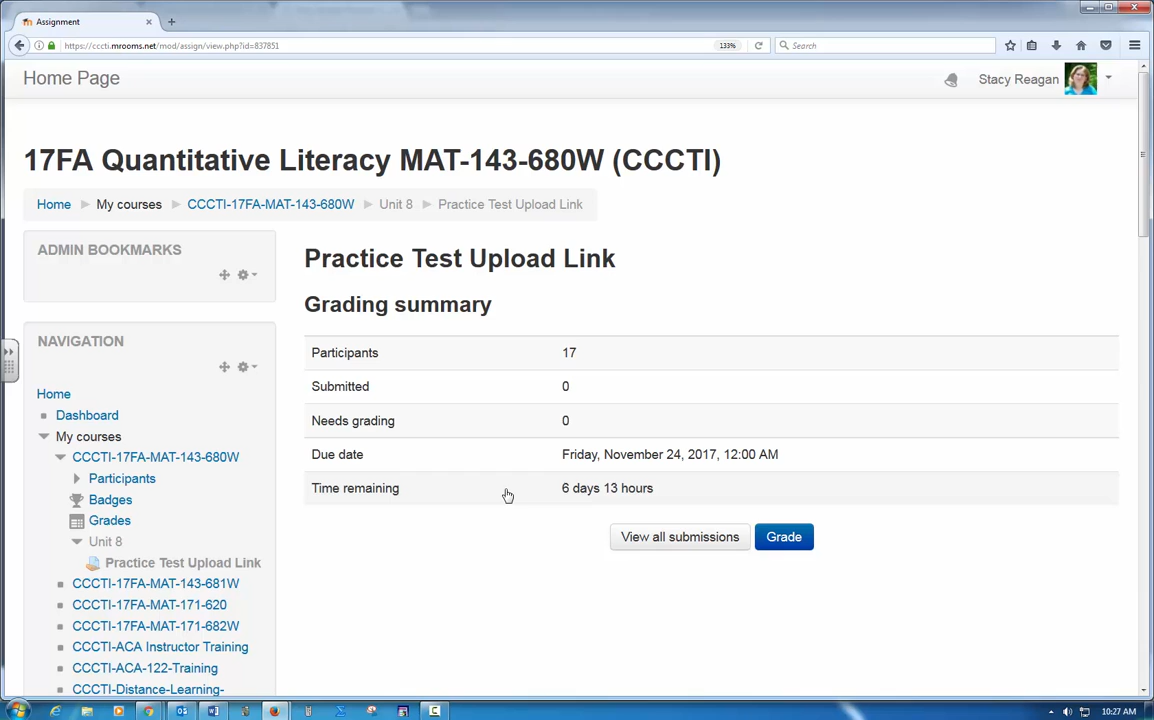 Assignment
https://cccti.mrooms.net/mod/assign/view.php?id=837851
133%
Search
Home Page
Stacy Reagan
17FA Quantitative Literacy MAT-143-680W (CCCTI)
Home My courses CCCTI-17FA-MAT-143-680W Unit 8 Practice Test Upload Link
ADMIN BOOKMARKS
NAVIGATION
Home
Dashboard
My courses
CCCTI-17FA-MAT-143-680W
Participants
Badges
Grades
Unit 8
Practice Test Upload Link
CCCTI-17FA-MAT-143-681W
CCCTI-17FA-MAT-171-620
CCCTI-17FA-MAT-171-682W
CCCTI-ACA Instructor Training
CCCTI-ACA-122-Training
CCCTI-Distance-Learning-
Practice Test Upload Link
Grading summary
Participants 17
Submitted 0
Needs grading 0
Due date Friday, November 24, 2017, 12:00 AM
Time remaining 6 days 13 hours
View all submissions Grade
10:27 AM